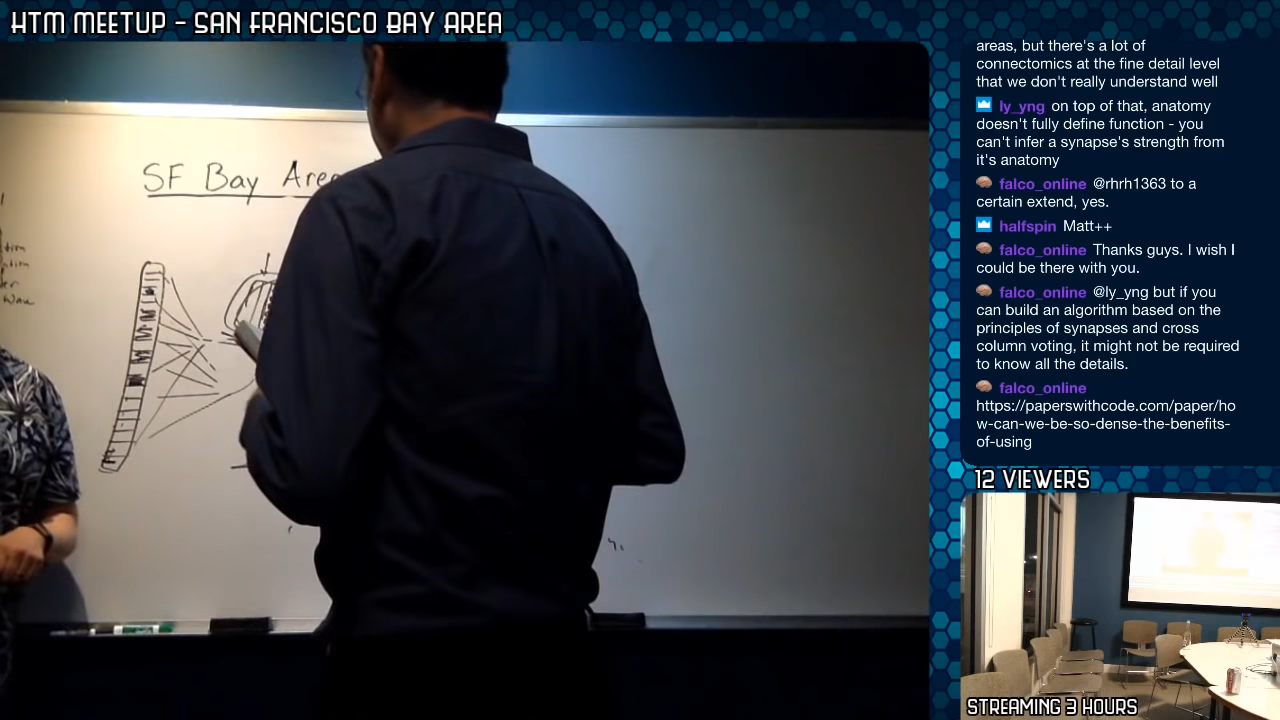 HTM MEETUP - SAN FRANCISCO BAY AREA
SF Bay Area
areas, but there's a lot of
connectomics at the fine detail level
that we don't really understand well
ly_yng on top of that, anatomy
doesn't fully define function - you
can't infer a synapse's strength from
it's anatomy
falco_online @rhrh1363 to a
certain extend, yes.
halfspin Matt++
falco_online Thanks guys. I wish I
could be there with you.
falco_online @ly_yng but if you
can build an algorithm based on the
principles of synapses and cross
column voting, it might not be required
to know all the details.
falco_online
https://paperswithcode.com/paper/ho
w-can-we-be-so-dense-the-benefits-
of-using
12 VIEWERS
STREAMING 3 HOURS